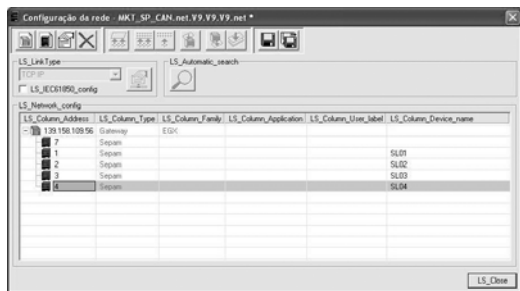 Configuração da rede - MKT_SP_CAN.net.V9.V9.V9.net *
LS_LinkType
TCP IP
LS_IEC61850_config
LS_Automatic_search
LS_Network_config
LS_Column_Address LS_Column_Type LS_Column_Family LS_Column_Application LS_Column_User_label LS_Column_Device_name
139.158.109.56 Gateway EGX
7 Sepam
1 Sepam SL01
2 Sepam SL02
3 Sepam SL03
4 Sepam SL04
LS_Close